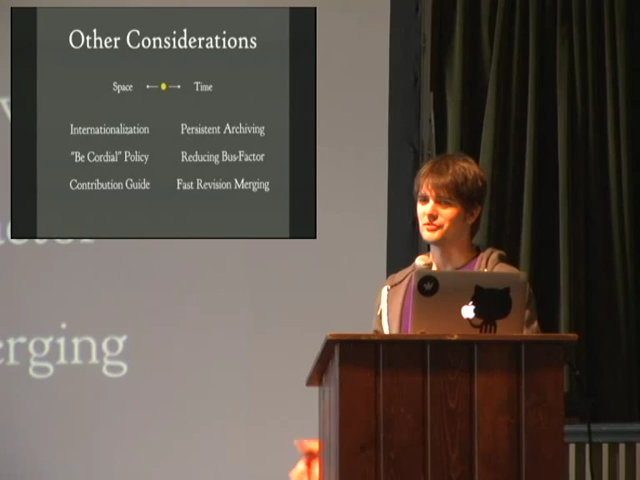 Other Considerations
Space Time
Internationalization Persistent Archiving
"Be Cordial" Policy Reducing Bus-Factor
Contribution Guide Fast Revision Merging
erging